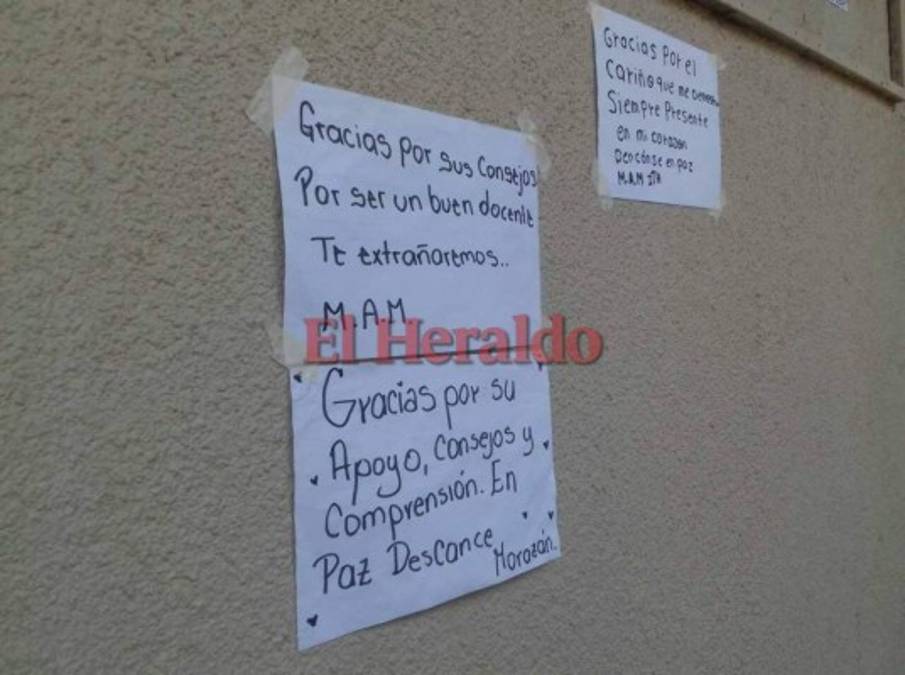 Gracias por sus Consejos
Por ser un buen docente
Te extrañaremos..
M.A.M
El Heraldo
Gracias por su
Apoyo, Consejos y
Comprensión. En
Paz Descance
Morazán.
Gracias Por el
Cariño que me
Siempre Presente
en mi corazon
en paz
M.A.M